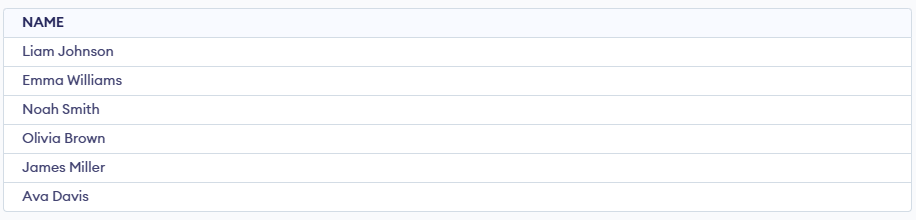 NAME
Liam Johnson
Emma Williams
Noah Smith
Olivia Brown
James Miller
Ava Davis